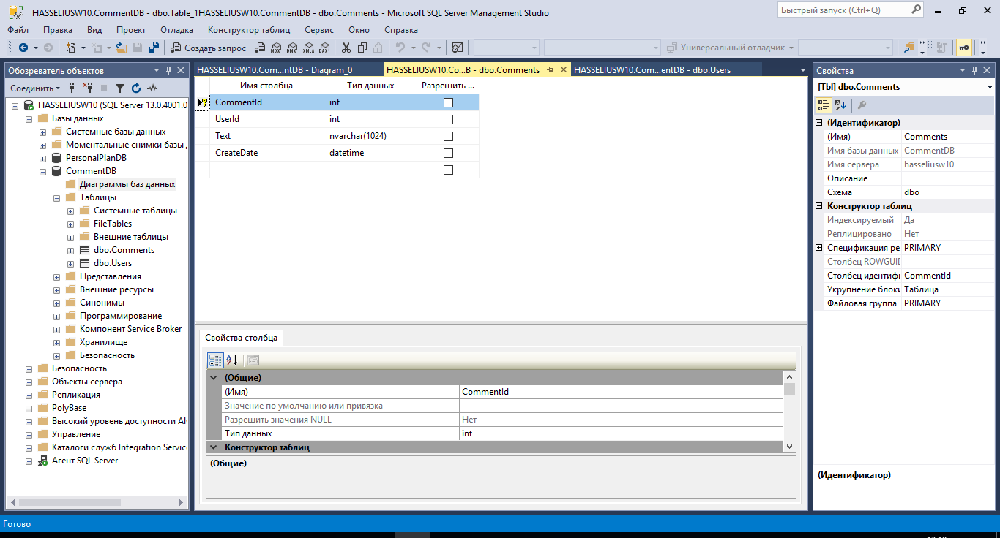 HASSELIUSW10.CommentDB - dbo.Table_1HASSELIUSW10.CommentDB - dbo.Comments - Microsoft SQL Server Management Studio
Быстрый запуск (Ctrl+Q)
Файл Правка Вид Проект Отладка Конструктор таблиц Сервис Окно Справка
Создать запрос MDX DMX XMLA DAX Универсальный отладчик
Обозреватель объектов
Соединить
HASSELIUSW10 (SQL Server 13.0.4001.0
Базы данных
Системные базы данных
Моментальные снимки базы
PersonalPlanDB
CommentDB
Диаграммы баз данных
Таблицы
Системные таблицы
FileTables
Внешние таблицы
dbo.Comments
dbo.Users
Представления
Внешние ресурсы
Синонимы
Программирование
Компонент Service Broker
Хранилище
Безопасность
Безопасность
Объекты сервера
Репликация
PolyBase
Высокий уровень доступности
Управление
Каталоги служб Integration Service
Агент SQL Server
HASSELIUSW10.Com...ntDB - Diagram_0 HASSELIUSW10.Co...B - dbo.Comments HASSELIUSW10.Com...entDB - dbo.Users
Имя столбца Тип данных Разрешить ...
CommentId int
UserId int
Text nvarchar(1024)
CreateDate datetime
Свойства столбца
(Общие)
(Имя) CommentId
Значение по умолчанию или привязка
Разрешить значения NULL Нет
Тип данных int
Конструктор таблиц
(Общие)
Свойства
[Tbl] dbo.Comments
(Идентификатор)
(Имя) Comments
Имя базы данных CommentDB
Имя сервера hasseliusw10
Описание
Схема dbo
Конструктор таблиц
Индексируемый Да
Реплицировано Нет
Спецификация ре PRIMARY
Столбец ROWGUID
Столбец идентифи CommentId
Укрупнение блоки Таблица
Файловая группа PRIMARY
(Идентификатор)
Готово